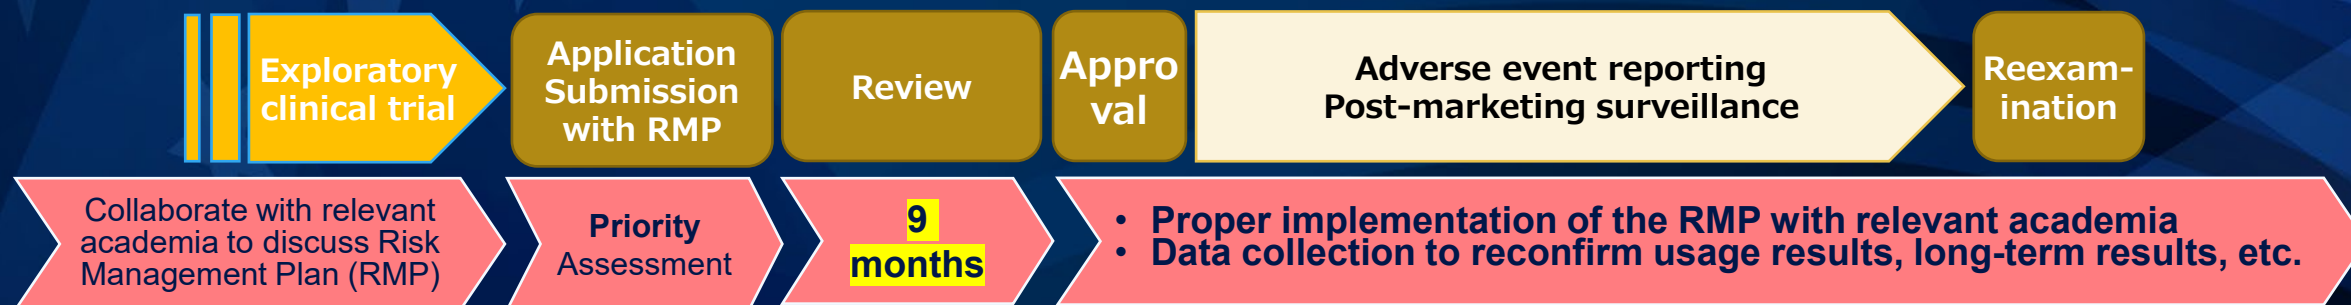 Exploratory
clinical trial
Application
Submission
with RMP
Review
Appro
val
Adverse event reporting
Post-marketing surveillance
Reexam-
ination
Collaborate with relevant
academia to discuss Risk
Management Plan (RMP)
Priority
Assessment
9
months
• Proper implementation of the RMP with relevant academia
• Data collection to reconfirm usage results, long-term results, etc.